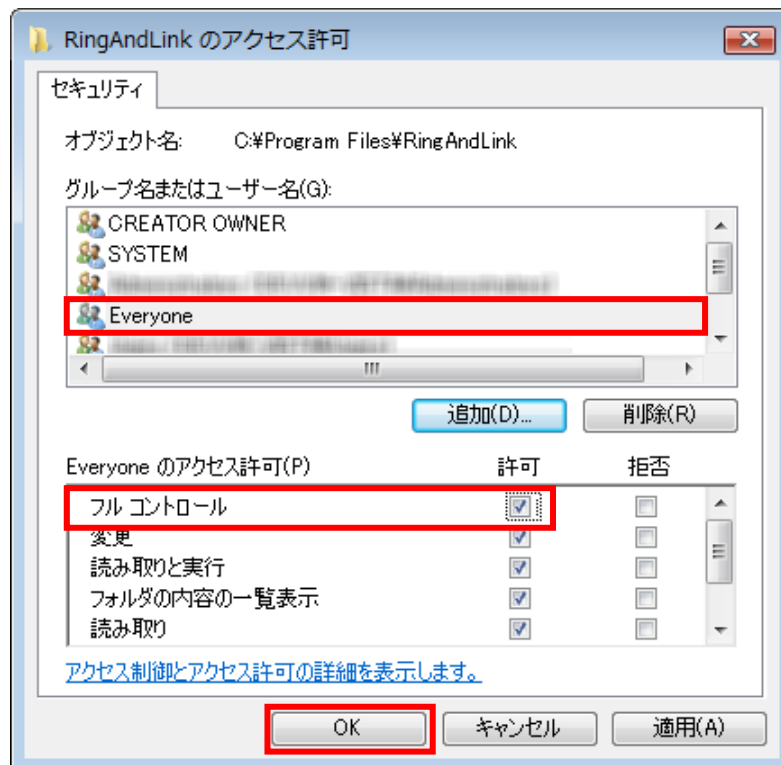 RingAndLink のアクセス許可
セキュリティ
オブジェクト名: C:¥Program Files¥RingAndLink
グループ名またはユーザー名(G):
CREATOR OWNER
SYSTEM
Everyone
追加(D)... 削除(R)
Everyone のアクセス許可(P) 許可 拒否
フル コントロール
変更
読み取りと実行
フォルダの内容の一覧表示
読み取り
アクセス制御とアクセス許可の詳細を表示します。
OK キャンセル 適用(A)